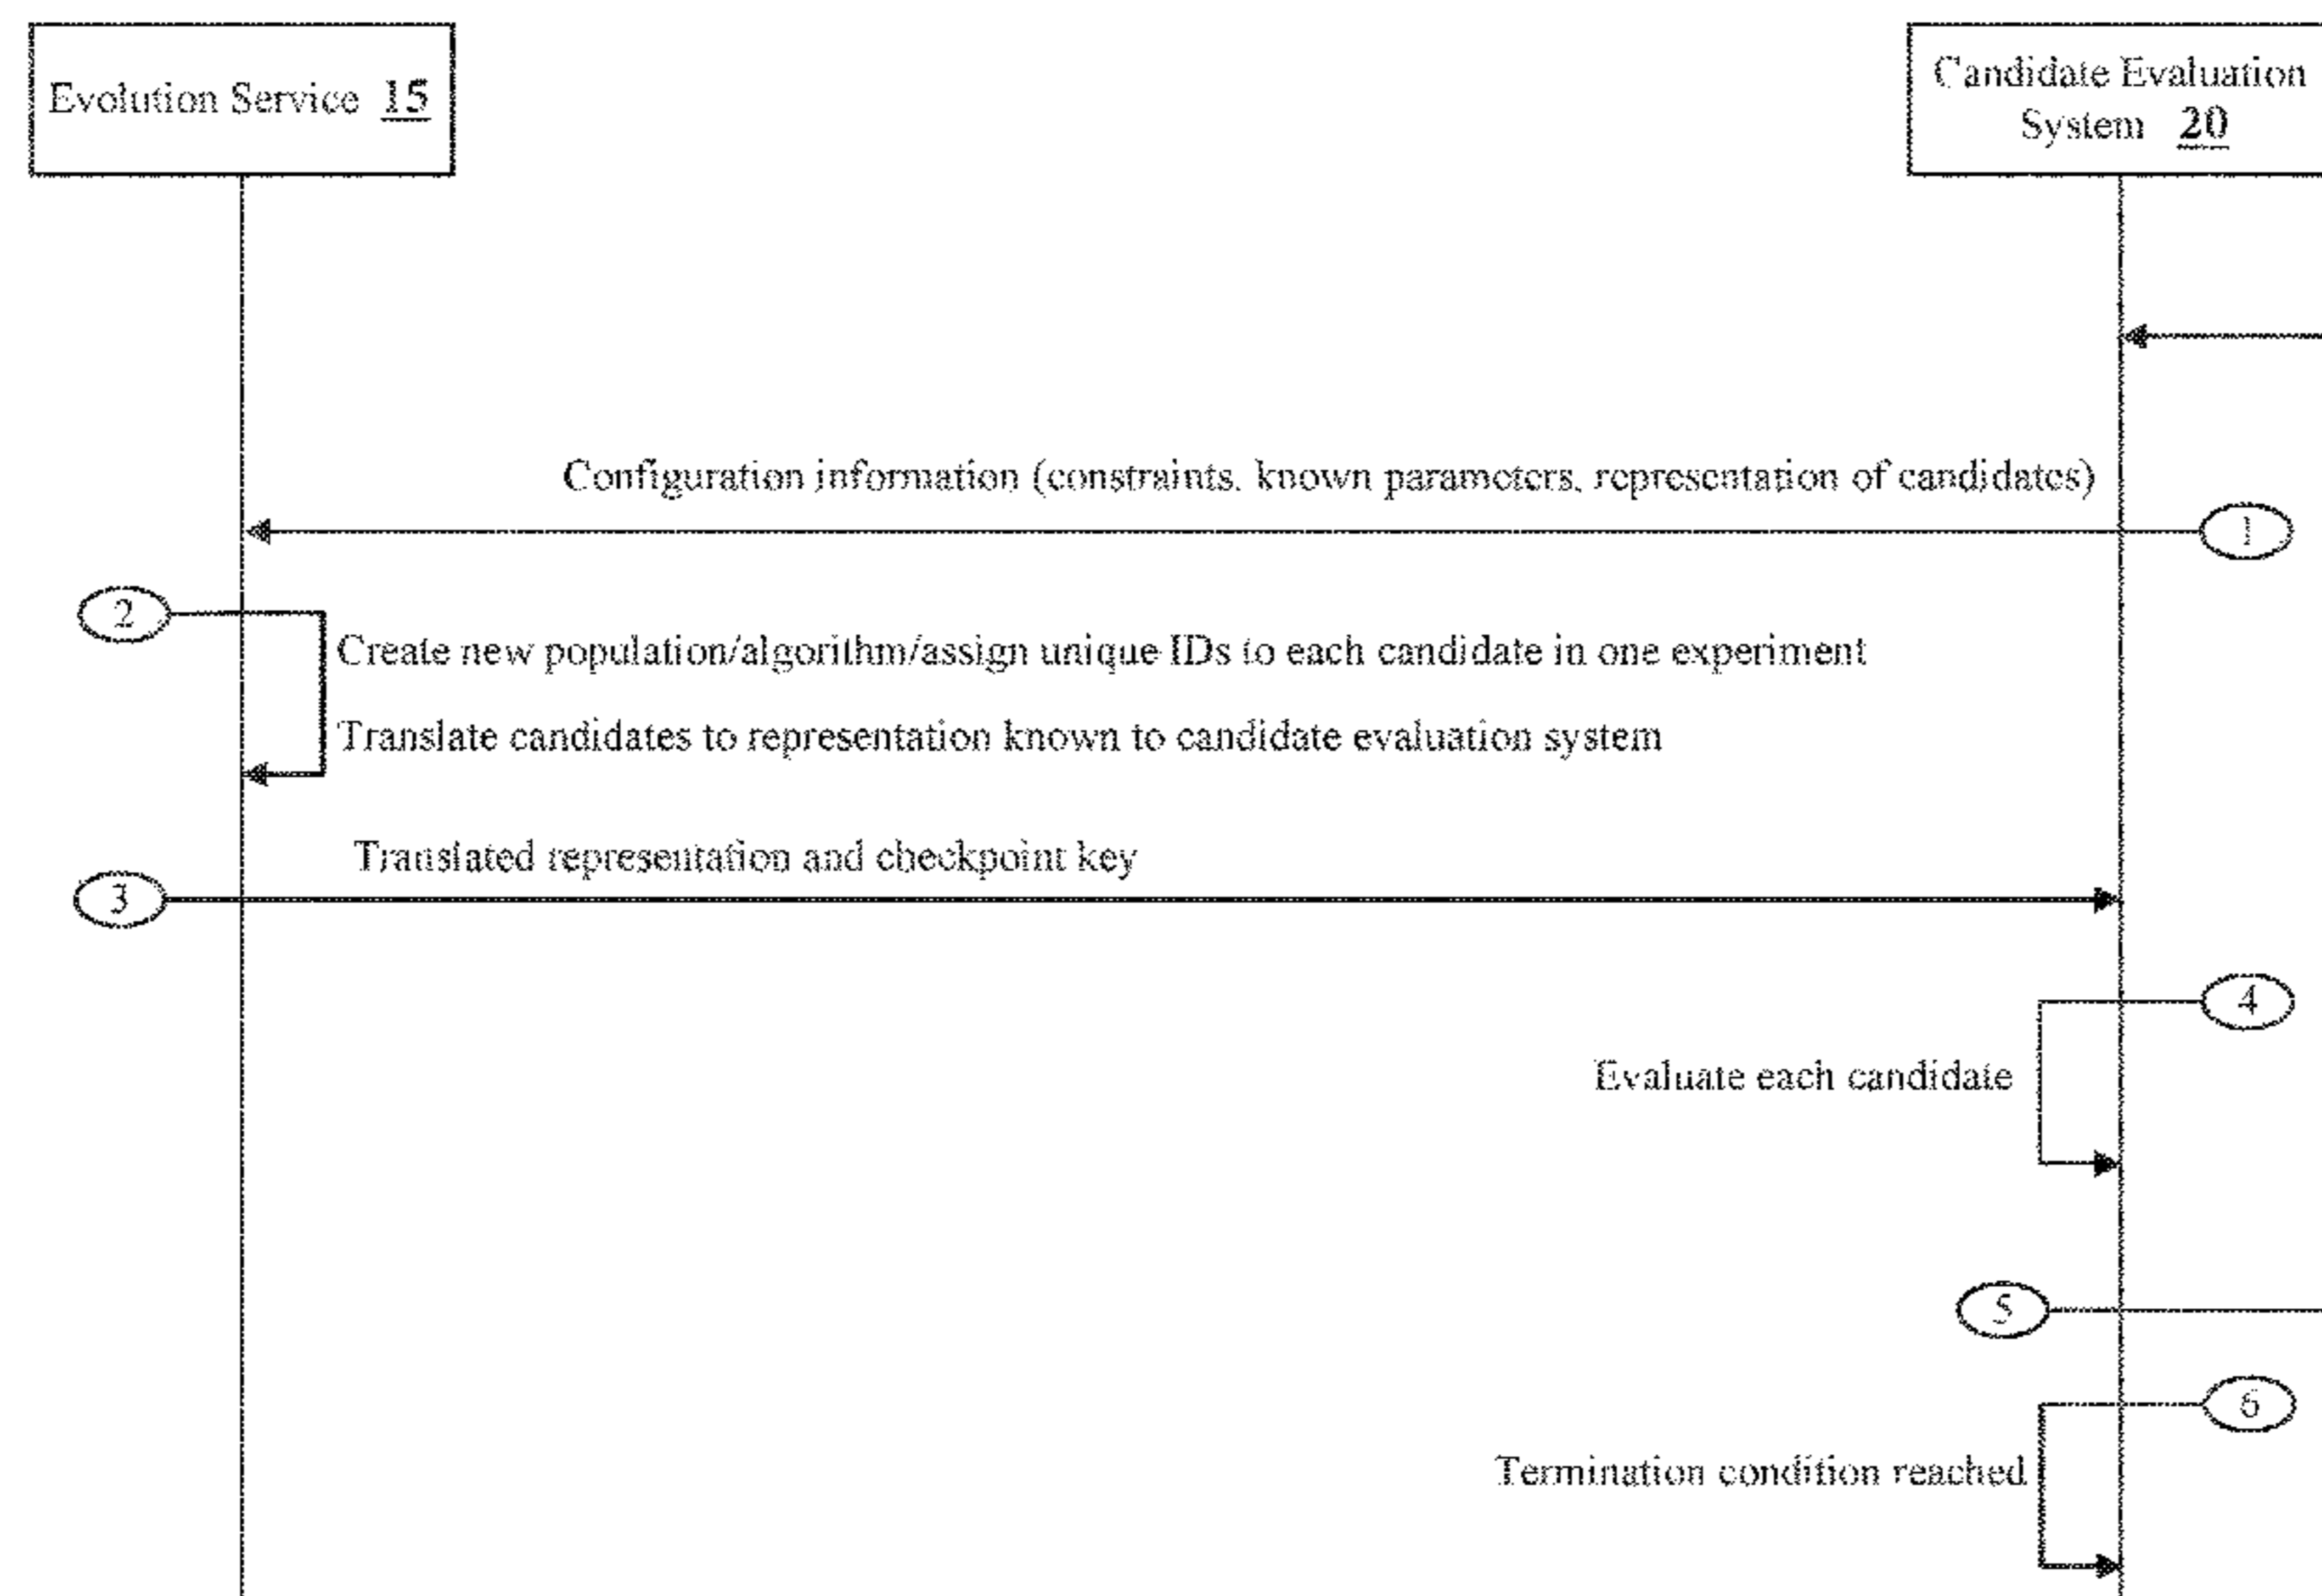 Evolution Service 15
Candidate Evaluation
System 20
Configuration information (constraints, known parameters, representation of candidates)
1
2
Create new population/algorithm/assign unique IDs to each candidate in one experiment
Translate candidates to representation known to candidate evaluation system
Translated representation and checkpoint key
3
4
Evaluate each candidate
5
6
Termination condition reached